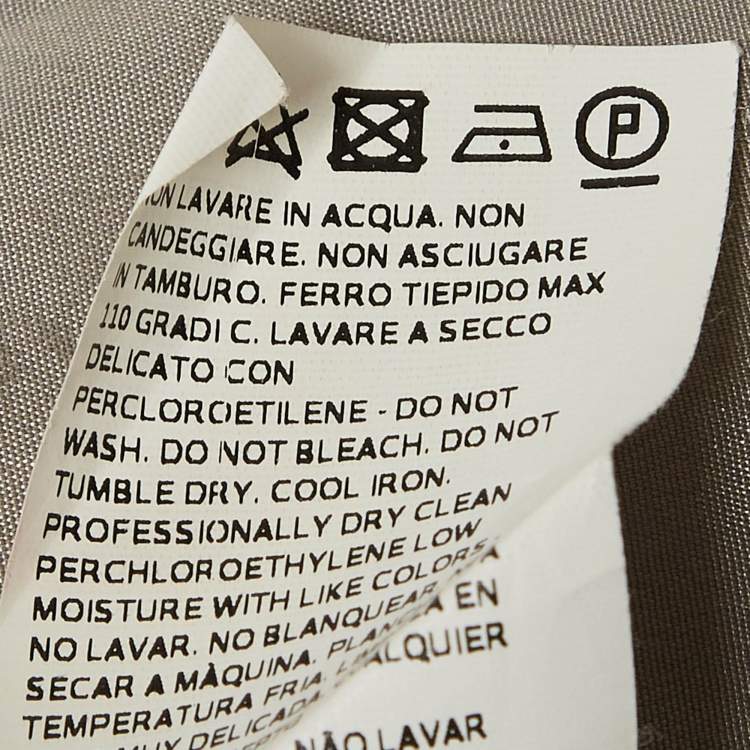 P
NON LAVARE IN ACQUA. NON
CANDEGGIARE. NON ASCIUGARE
IN TAMBURO. FERRO TIEPIDO MAX
110 GRADI C. LAVARE A SECCO
DELICATO CON
PERCLOROETILENE - DO NOT
WASH. DO NOT BLEACH. DO NOT
TUMBLE DRY. COOL IRON.
PROFESSIONALLY DRY CLEAN
PERCHLOROETHYLENE LOW
MOISTURE WITH LIKE COLORS.
NO LAVAR. NO BLANQUEAR.
SECAR A MÀQUINA. EN
TEMPERATURA FRIA.
MUY DELICADA
NÃO LAVAR